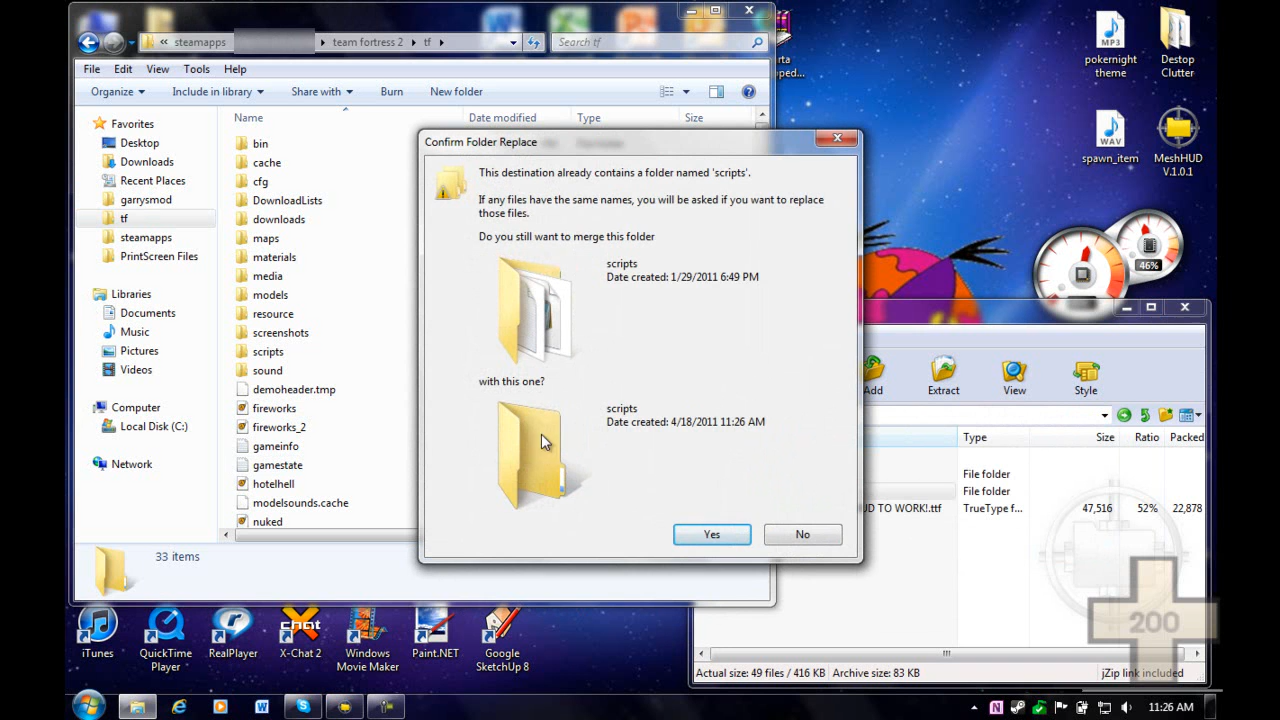 steamapps
team fortress 2
tf
Search tf
File Edit View Tools Help
Organize Include in library Share with Burn New folder
Name Date modified Type Size
Favorites
Desktop
Downloads
Recent Places
garrysmod
tf
steamapps
PrintScreen Files
Libraries
Documents
Music
Pictures
Videos
Computer
Local Disk (C:)
Network
bin
cache
cfg
DownloadLists
downloads
maps
materials
media
models
resource
screenshots
scripts
sound
demoheader.tmp
fireworks
fireworks_2
gameinfo
gamestate
hotelhell
modelsounds.cache
nuked
33 items
Confirm Folder Replace
This destination already contains a folder named 'scripts'.
If any files have the same names, you will be asked if you want to replace
those files.
Do you still want to merge this folder
scripts
Date created: 1/29/2011 6:49 PM
with this one?
scripts
Date created: 4/18/2011 11:26 AM
Yes No
MP3
pokernight
theme
Destop
Clutter
WAV
spawn_item
MeshHUD
V.1.0.1
46%
Add Extract View Style
Type Size Ratio Packed
File folder
File folder
UD TO WORK!.ttf TrueType f... 47,516 52% 22,878
200
Actual size: 49 files / 416 KB Archive size: 83 KB jZip link included
iTunes
QuickTime
Player
RealPlayer
chat
X-Chat 2
Windows
Movie Maker
Paint.NET
Google
SketchUp 8
11:26 AM